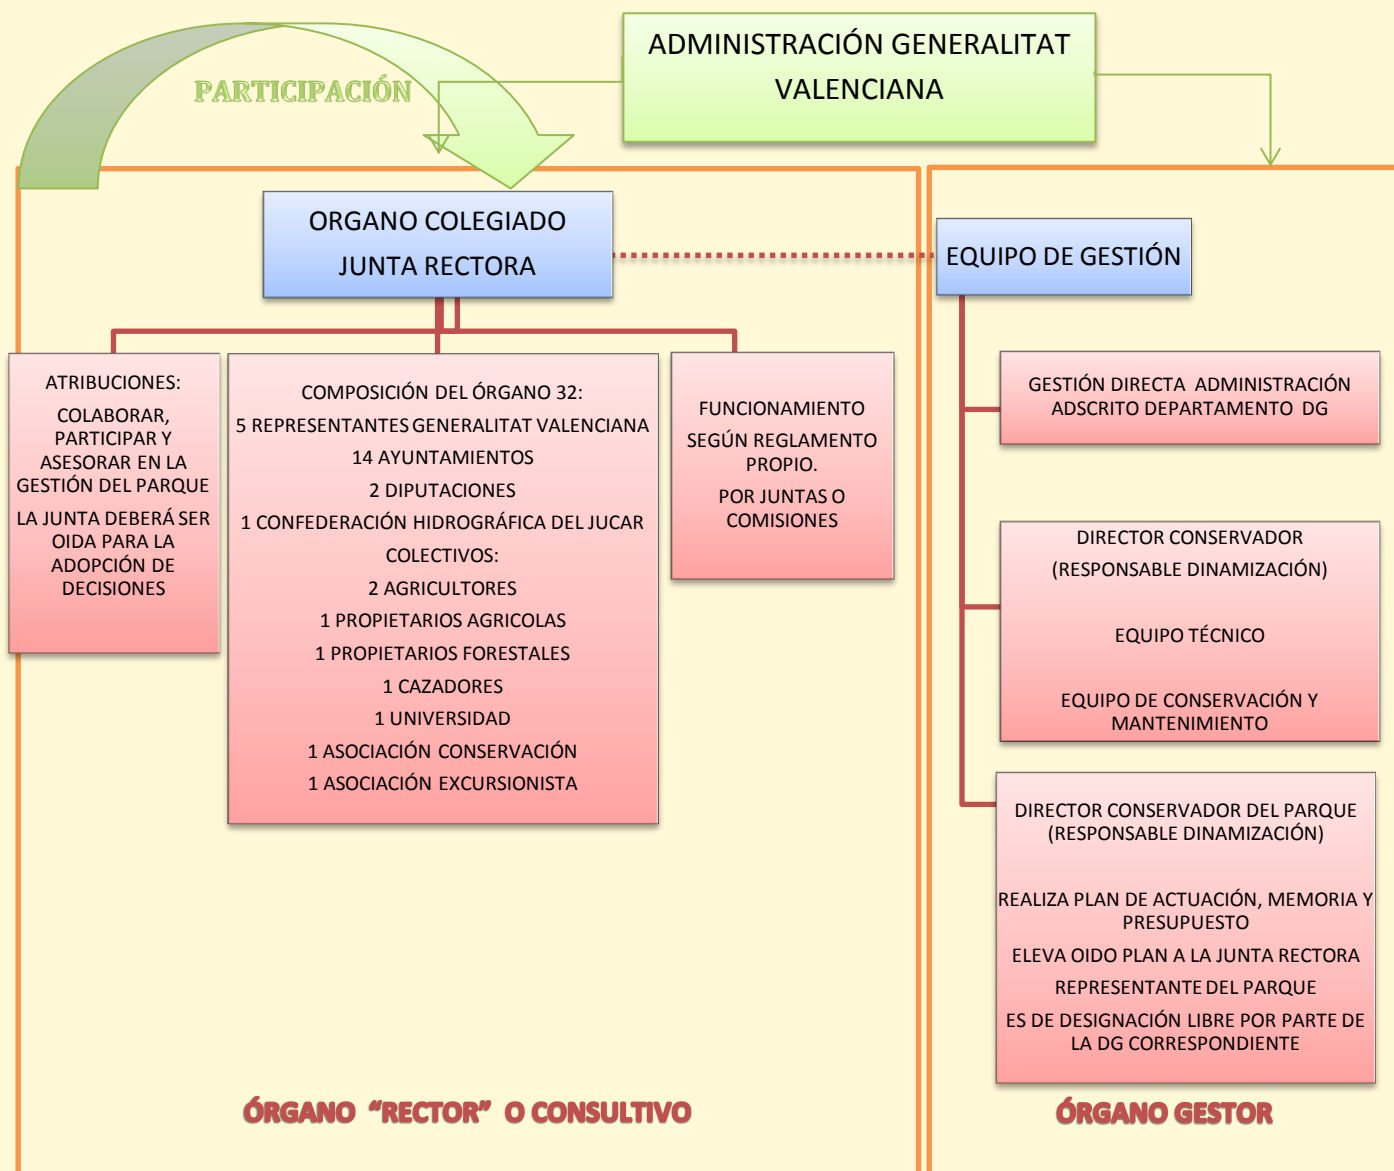 ADMINISTRACIÓN GENERALITAT
VALENCIANA
PARTICIPACIÓN
ORGANO COLEGIADO
JUNTA RECTORA
EQUIPO DE GESTIÓN
ATRIBUCIONES:
COLABORAR,
PARTICIPAR Y
ASESORAR EN LA
GESTIÓN DEL PARQUE
LA JUNTA DEBERÁ SER
OIDA PARA LA
ADOPCIÓN DE
DECISIONES
COMPOSICIÓN DEL ÓRGANO 32:
5 REPRESENTANTES GENERALITAT VALENCIANA
14 AYUNTAMIENTOS
2 DIPUTACIONES
1 CONFEDERACIÓN HIDROGRÁFICA DEL JUCAR
COLECTIVOS:
2 AGRICULTORES
1 PROPIETARIOS AGRICOLAS
1 PROPIETARIOS FORESTALES
1 CAZADORES
1 UNIVERSIDAD
1 ASOCIACIÓN CONSERVACIÓN
1 ASOCIACIÓN EXCURSIONISTA
FUNCIONAMIENTO
SEGÚN REGLAMENTO
PROPIO.
POR JUNTAS O
COMISIONES
GESTIÓN DIRECTA ADMINISTRACIÓN
ADSCRITO DEPARTAMENTO DG
DIRECTOR CONSERVADOR
(RESPONSABLE DINAMIZACIÓN)
EQUIPO TÉCNICO
EQUIPO DE CONSERVACIÓN Y
MANTENIMIENTO
DIRECTOR CONSERVADOR DEL PARQUE
(RESPONSABLE DINAMIZACIÓN)
REALIZA PLAN DE ACTUACIÓN, MEMORIA Y
PRESUPUESTO
ELEVA OIDO PLAN A LA JUNTA RECTORA
REPRESENTANTE DEL PARQUE
ES DE DESIGNACIÓN LIBRE POR PARTE DE
LA DG CORRESPONDIENTE
ÓRGANO “RECTOR” O CONSULTIVO
ÓRGANO GESTOR